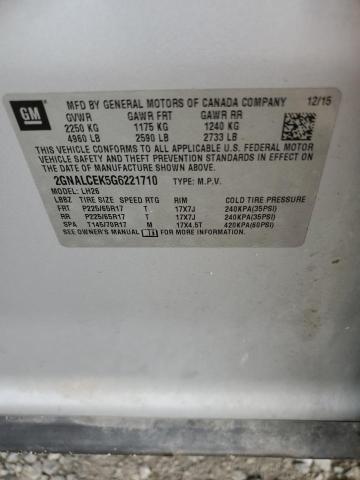 GM
MFD BY GENERAL MOTORS OF CANADA COMPANY 12/15
GVWR GAWR FRT GAWR RR
2250 KG 1175 KG 1240 KG
4960 LB 2590 LB 2733 LB
THIS VEHICLE CONFORMS TO ALL APPLICABLE U.S. FEDERAL MOTOR
VEHICLE SAFETY AND THEFT PREVENTION STANDARDS IN EFFECT ON
THE DATE OF MANUFACTURE SHOWN ABOVE.
2GNALCEK5G6221710 TYPE: M.P.V.
MODEL: LH26
LBBZ TIRE SIZE SPEED RTG RIM COLD TIRE PRESSURE
FRT P225/65R17 T 17X7J 240KPA(35PSI)
RR P225/65R17 T 17X7J 240KPA(35PSI)
SPA T145/70R17 M 17X4.5T 420KPA(60PSI)
SEE OWNER'S MANUAL FOR MORE INFORMATION.